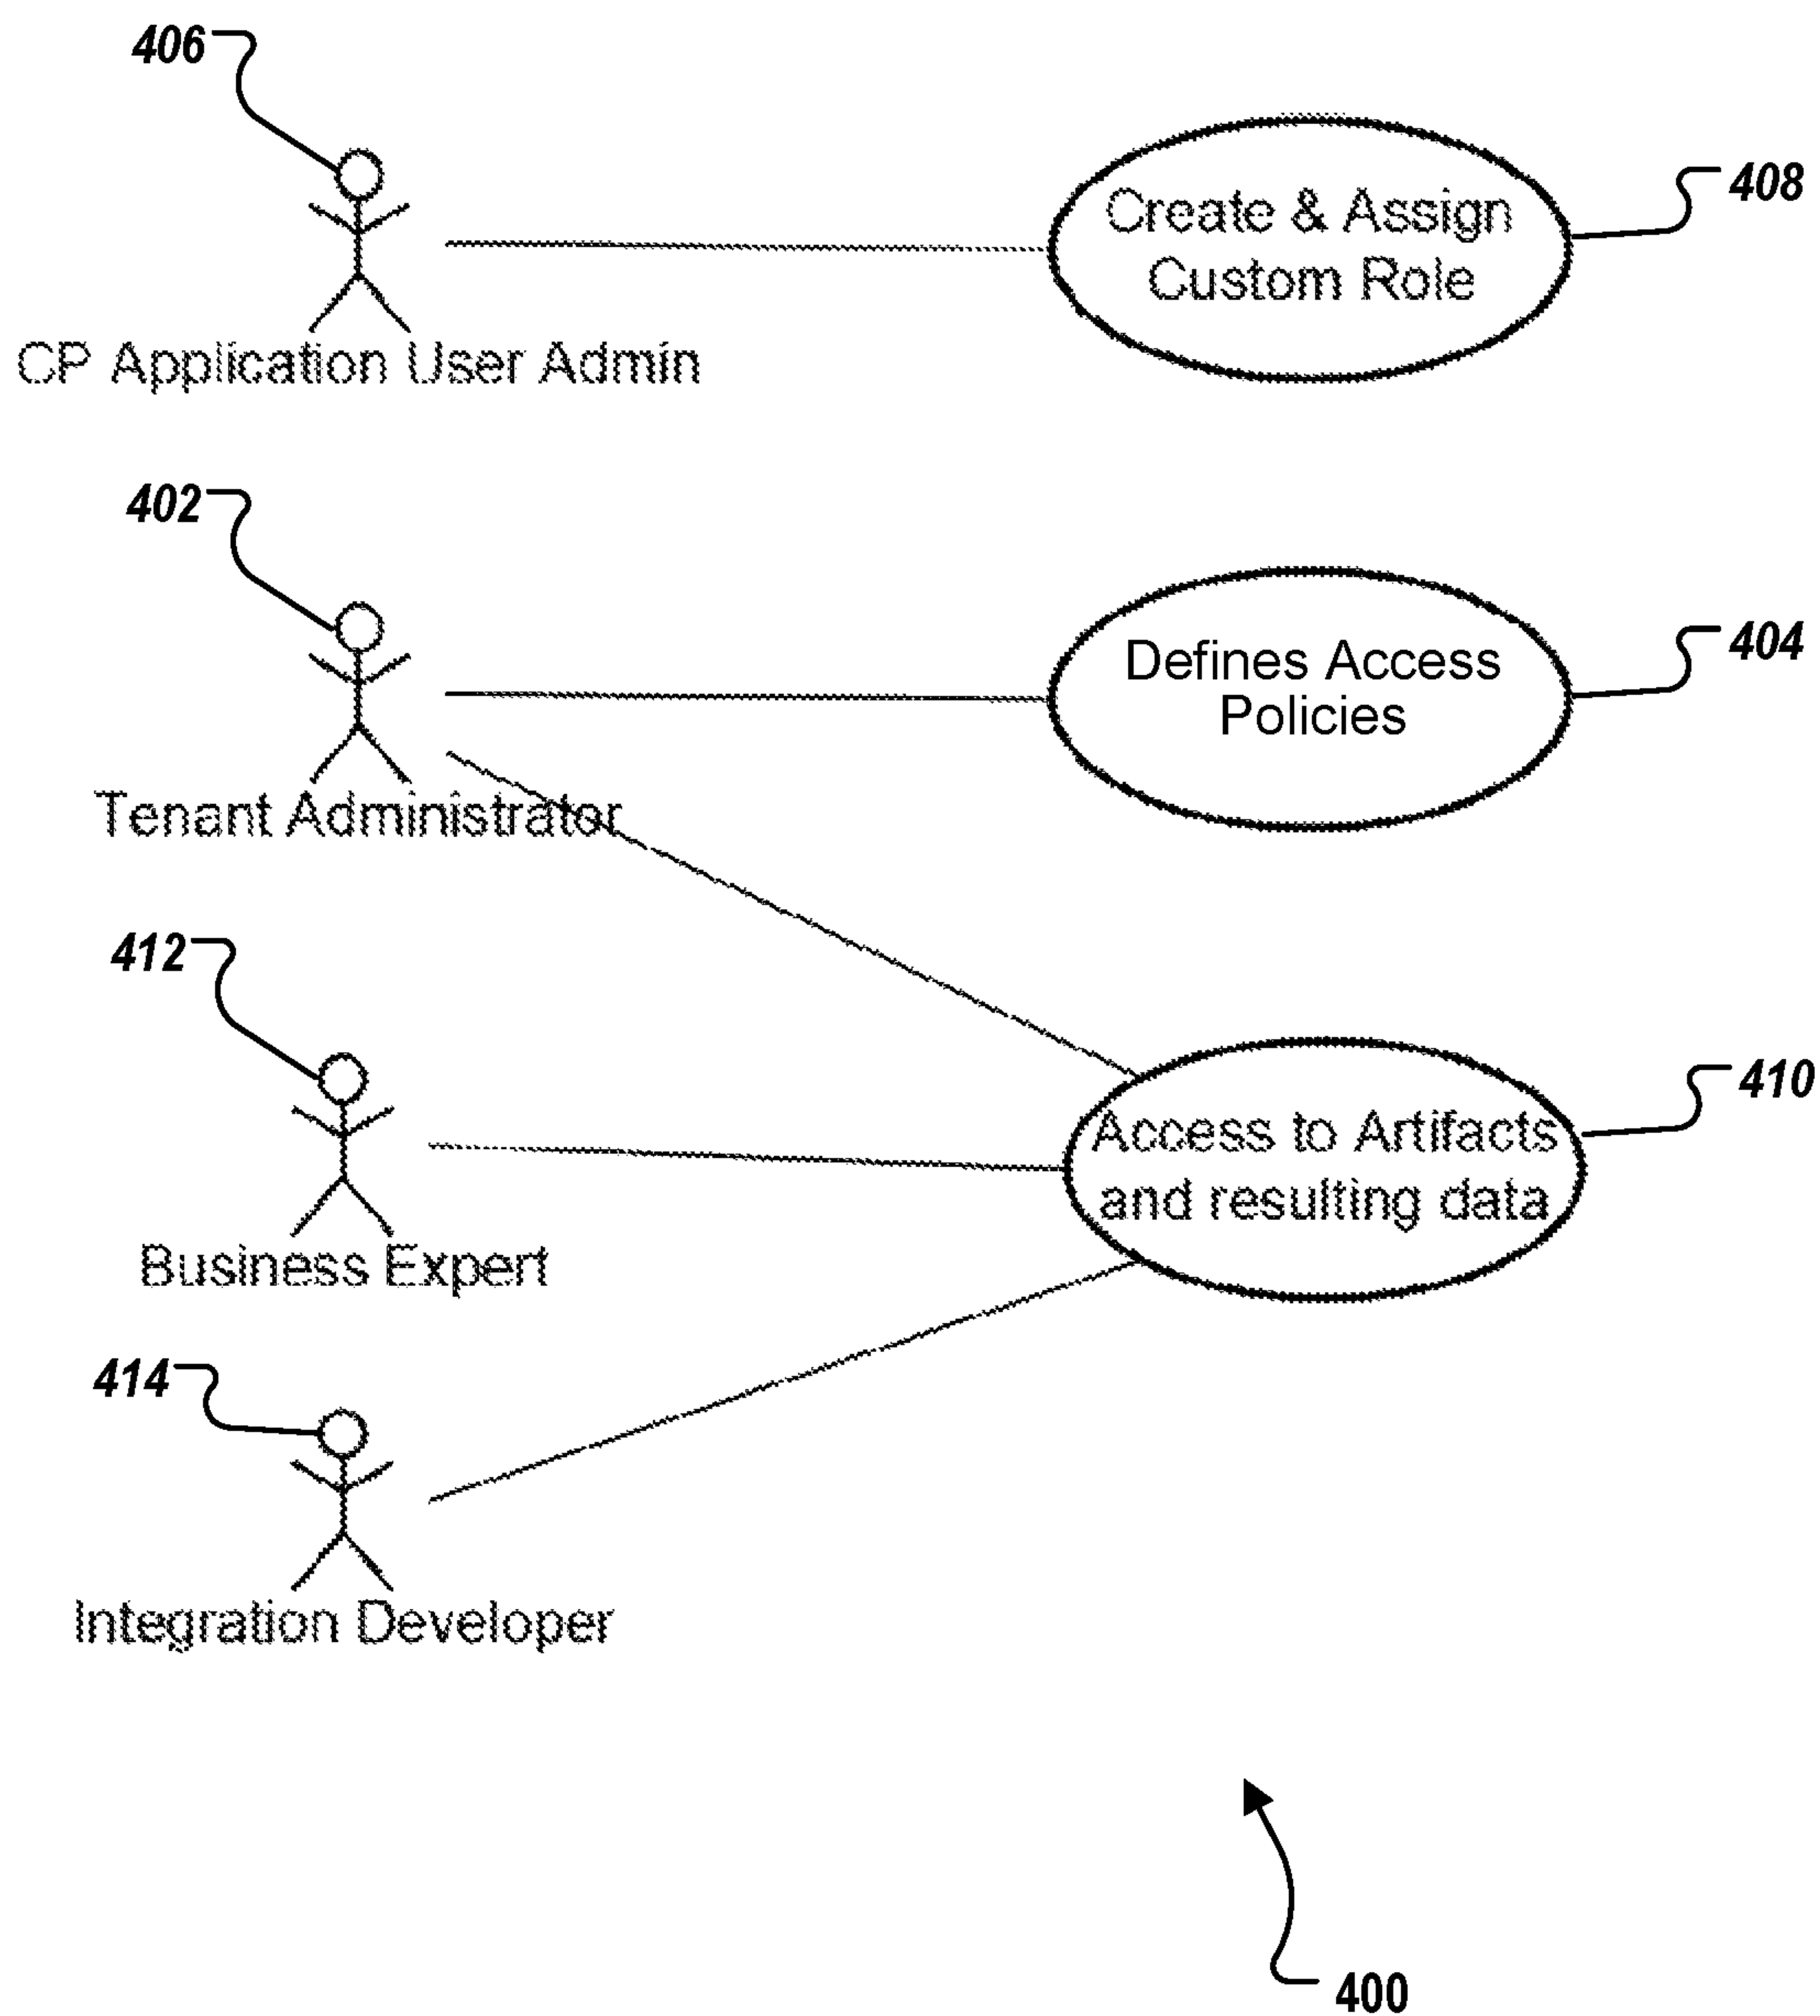 406
Create & Assign
Custom Role
408
CP Application User Admin
402
Defines Access
Policies
404
Tenant Administrator
412
Access to Artifacts
and resulting data
410
Business Expert
414
Integration Developer
400